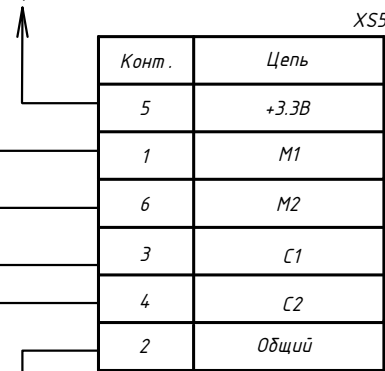 XS5
Конт. Цепь
5 +3.3В
1 М1
6 М2
3 С1
4 С2
2 Общий